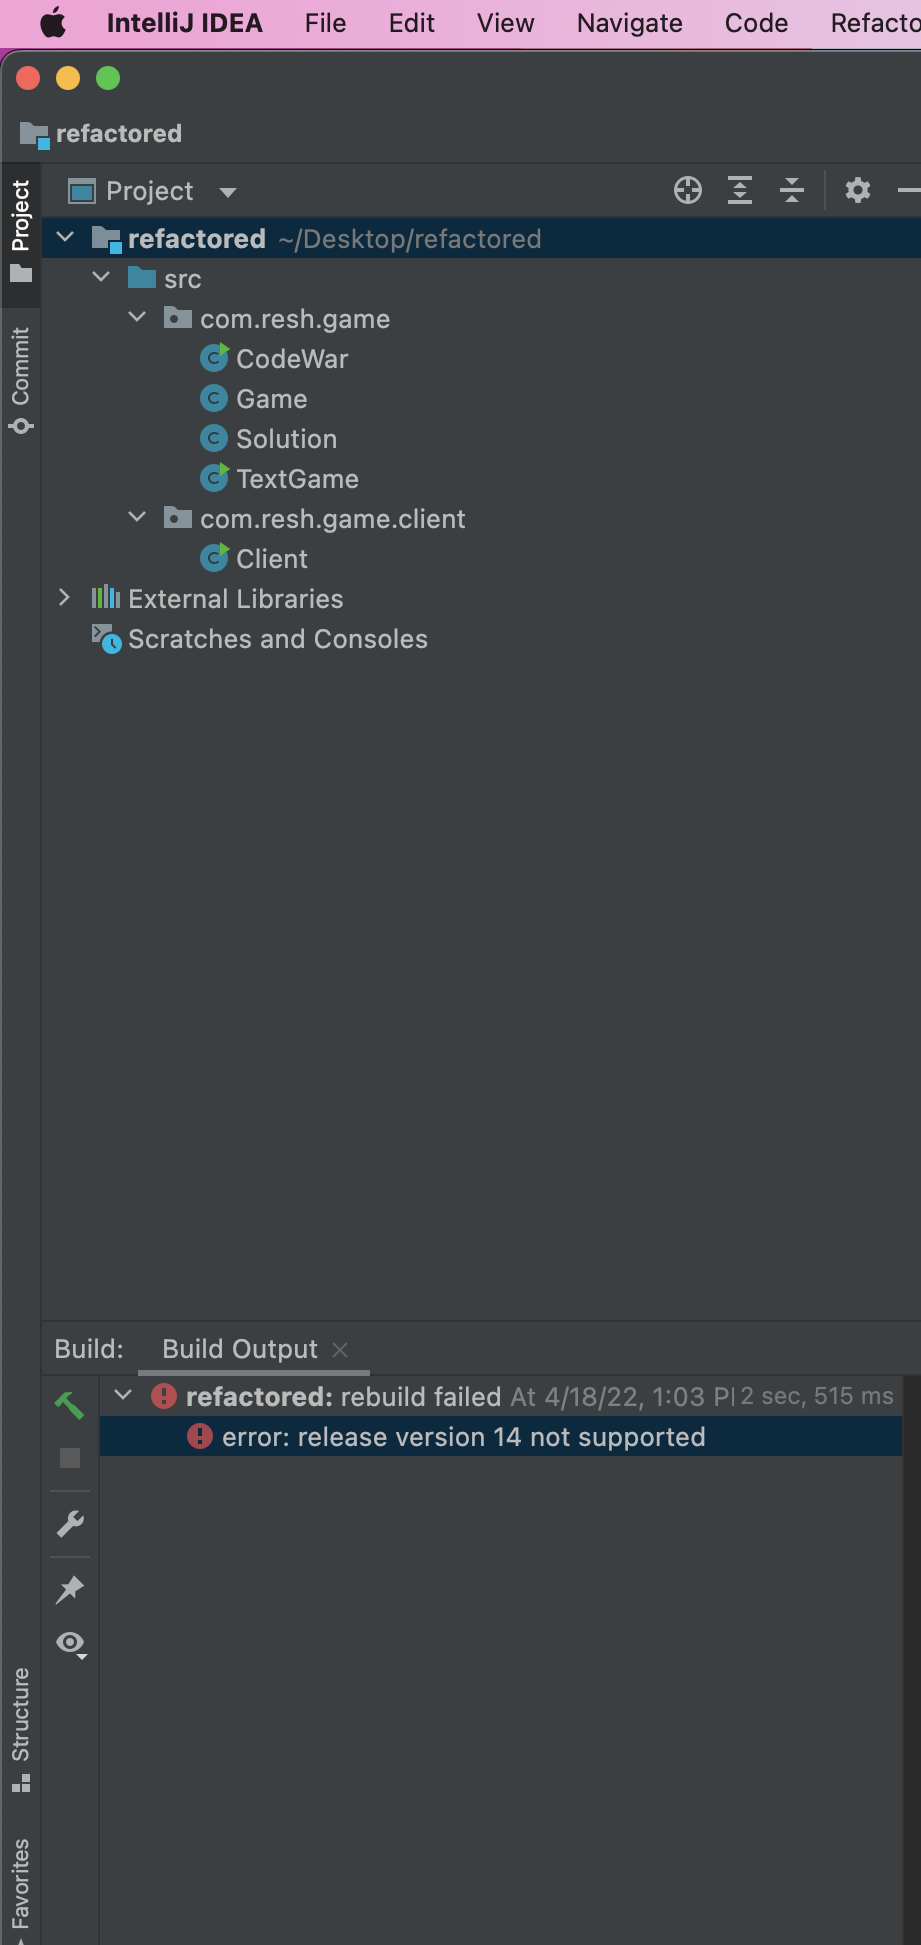 IntelliJ IDEA File Edit View Navigate Code Refacto
refactored
Project
Project
refactored ~/Desktop/refactored
src
com.resh.game
Commit
CodeWar
Game
Solution
TextGame
com.resh.game.client
Client
External Libraries
Scratches and Consoles
Build: Build Output
refactored: rebuild failed At 4/18/22, 1:03 P 2 sec, 515 ms
error: release version 14 not supported
Structure
Favorites